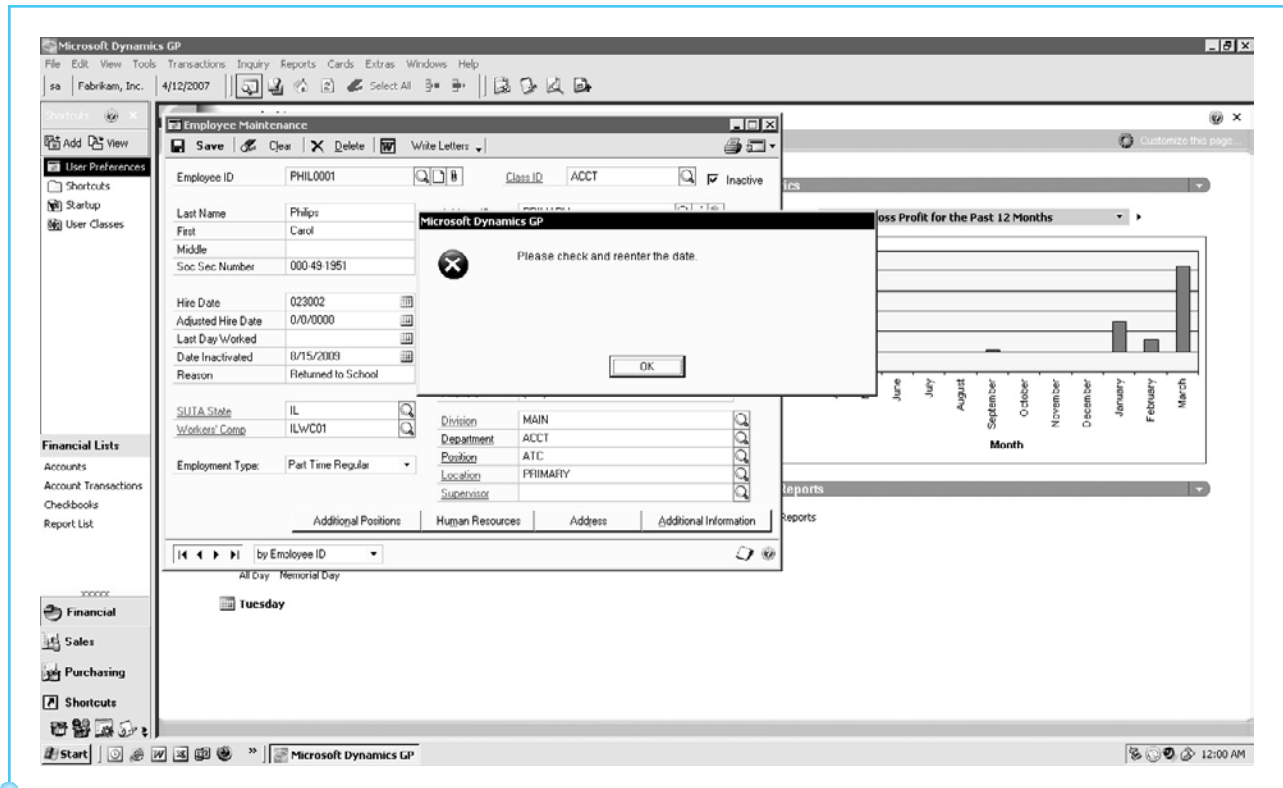 Microsoft Dynamics GP
File Edit View Tools Transactions Inquiry Reports Cards Extras Windows Help
sa Fabrikam, Inc. 4/12/2007 Select All
Shortcuts
Add View
User Preferences
Shortcuts
Startup
User Classes
Customize this page...
Employee Maintenance
Save Clear Delete Write Letters
Employee ID PHIL0001 Class ID ACCT Inactive
Last Name Philips
First Carol
Middle
Soc Sec Number 000-49-1951
Hire Date 023002
Adjusted Hire Date 0/0/0000
Last Day Worked
Date Inactivated 8/15/2009
Reason Returned to School
SUTA State IL
Workers' Comp ILWC01
Employment Type: Part Time Regular
Microsoft Dynamics GP
Please check and reenter the date.
OK
Division MAIN
Department ACCT
Position ATC
Location PRIMARY
Supervisor
Additional Positions Human Resources Address Additional Information
by Employee ID
All Day Memorial Day
Tuesday
ics
oss Profit for the Past 12 Months
June July August September October November December January February March
Month
Reports
Reports
Financial Lists
Accounts
Account Transactions
Checkbooks
Report List
Financial
Sales
Purchasing
Shortcuts
Start Microsoft Dynamics GP 12:00 AM